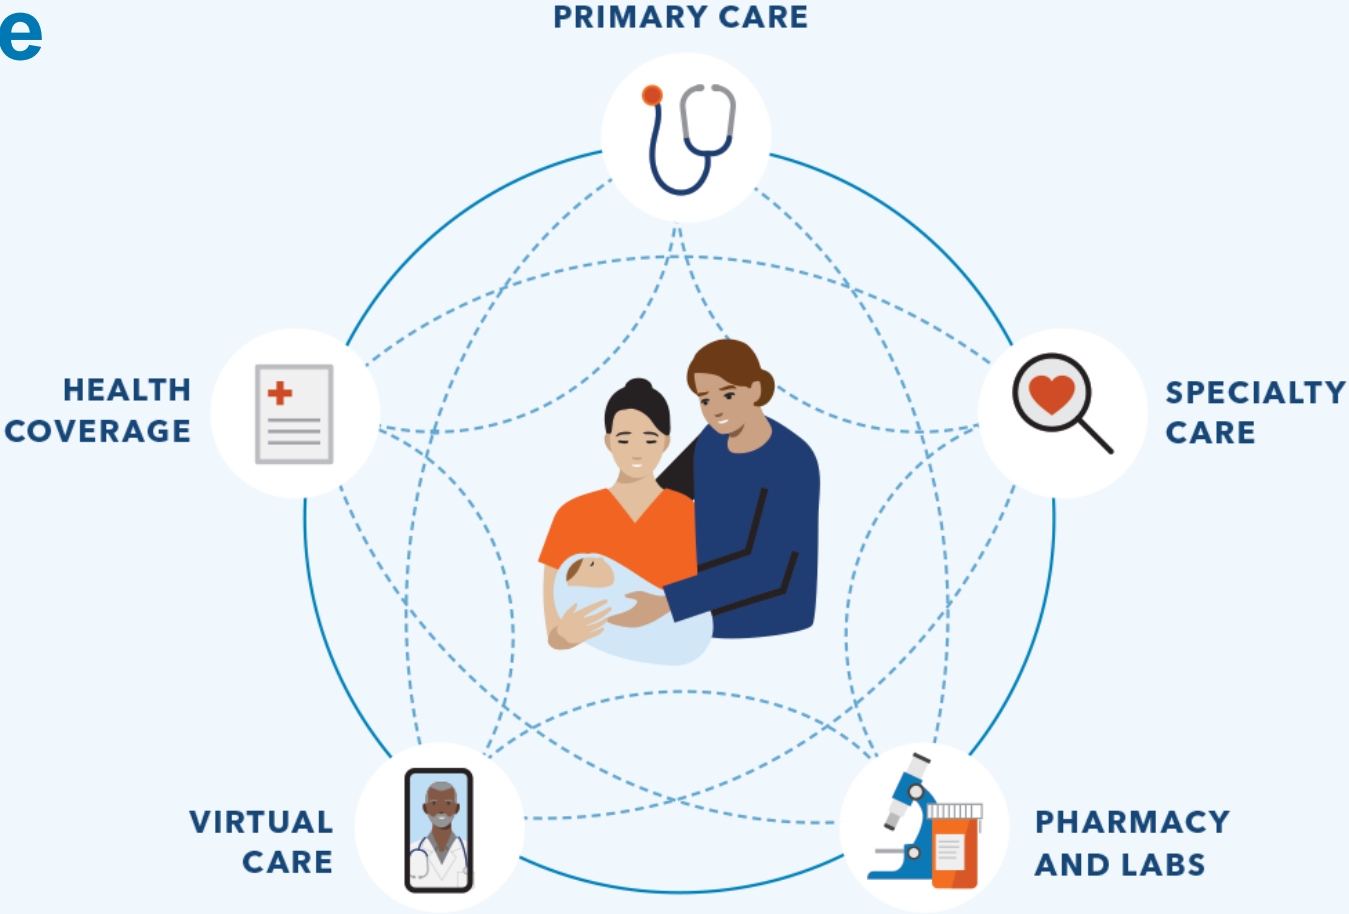 e
PRIMARY CARE
HEALTH
COVERAGE
SPECIALTY
CARE
VIRTUAL
CARE
PHARMACY
AND LABS